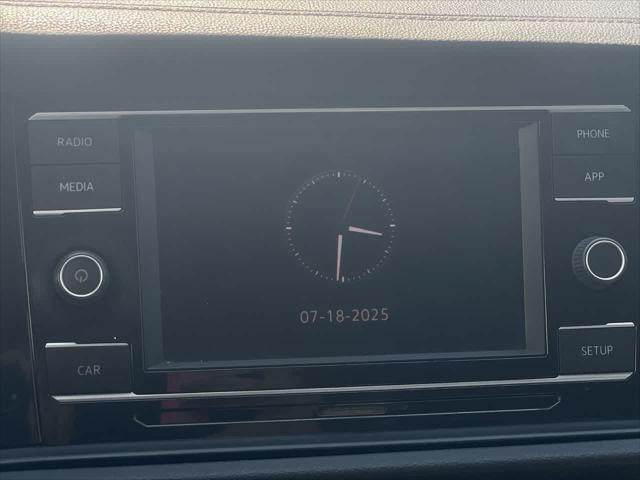 RADIO
MEDIA
CAR
07-18-2025
PHONE
APP
SETUP